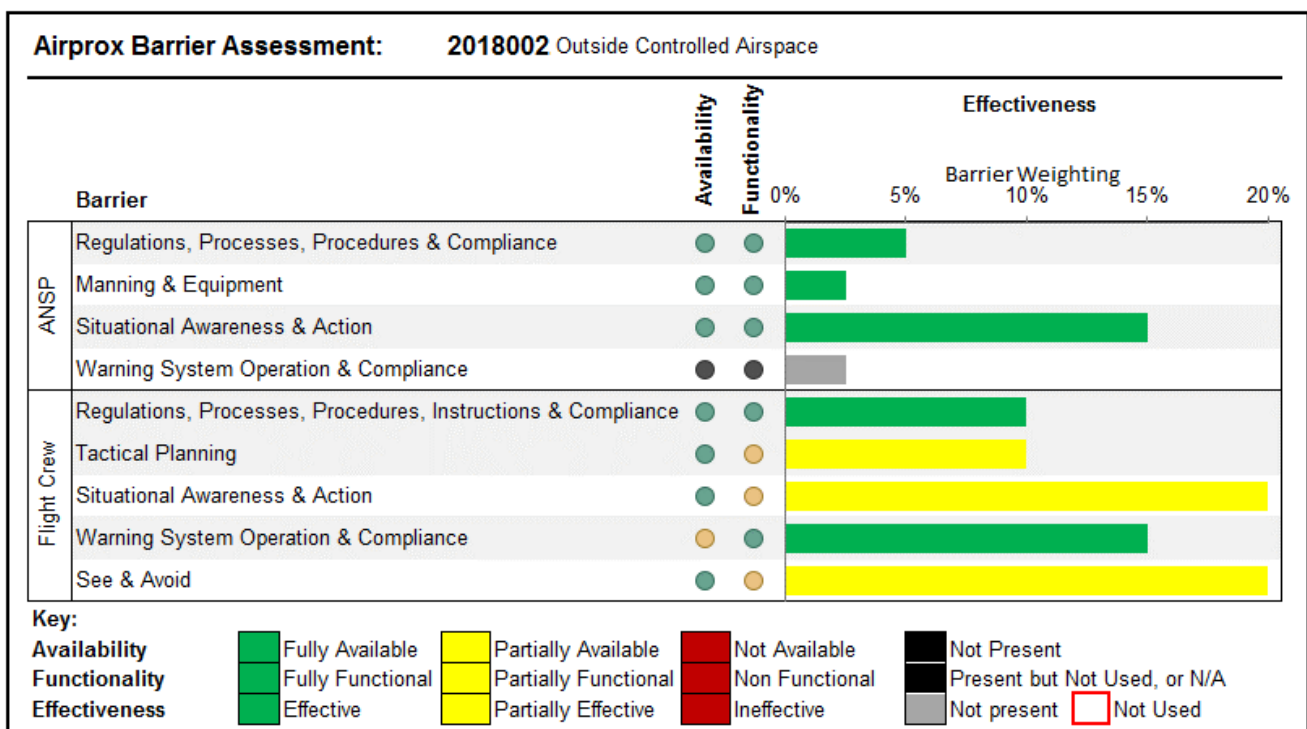 Airprox Barrier Assessment: 2018002 Outside Controlled Airspace
Availability
Functionality
Effectiveness
Barrier Weighting
Barrier
0% 5% 10% 15% 20%
ANSP
Regulations, Processes, Procedures & Compliance
Manning & Equipment
Situational Awareness & Action
Warning System Operation & Compliance
Flight Crew
Regulations, Processes, Procedures, Instructions & Compliance
Tactical Planning
Situational Awareness & Action
Warning System Operation & Compliance
See & Avoid
Key:
Availability Fully Available Partially Available Not Available Not Present
Functionality Fully Functional Partially Functional Non Functional Present but Not Used, or N/A
Effectiveness Effective Partially Effective Ineffective Not present Not Used